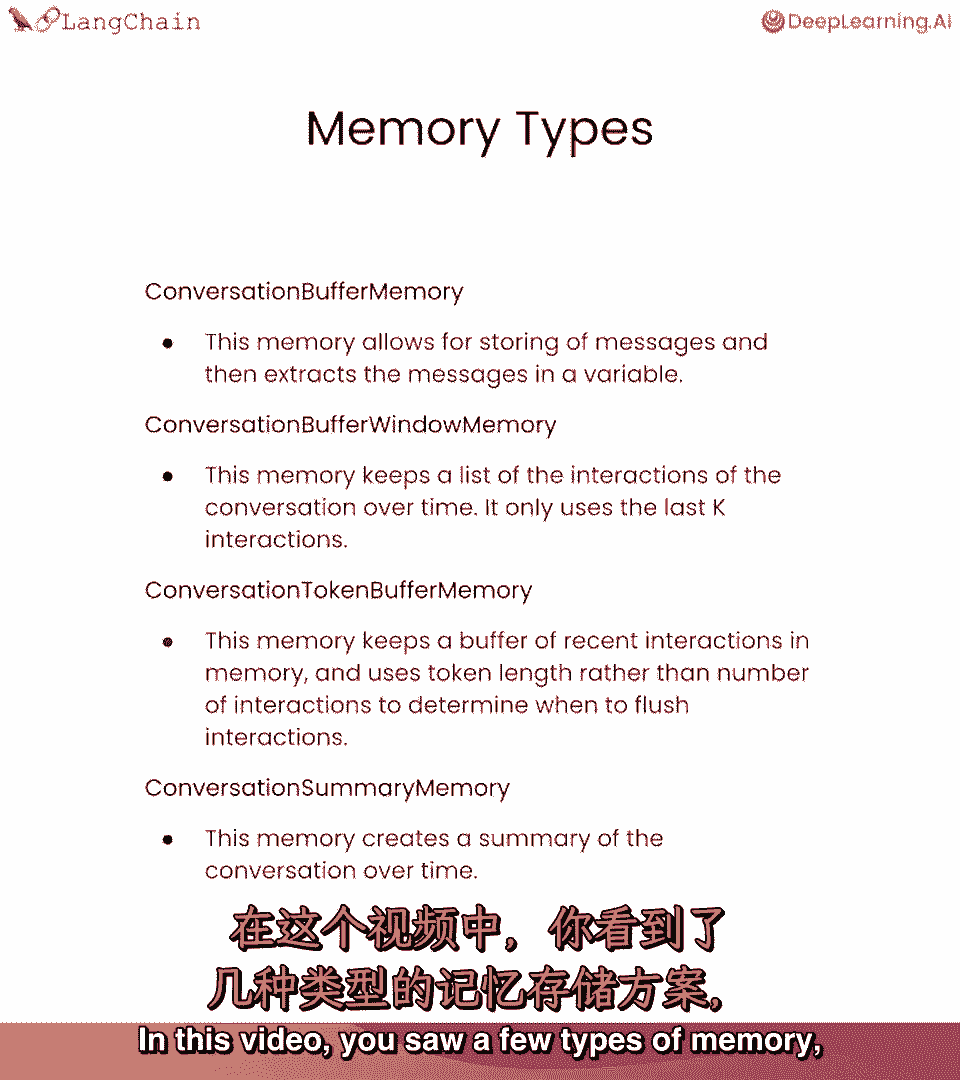 LangChain
DeepLearning.AI
Memory Types
ConversationBufferMemory
● This memory allows for storing of messages and
then extracts the messages in a variable.
ConversationBufferWindowMemory
● This memory keeps a list of the interactions of the
conversation over time. It only uses the last K
interactions.
ConversationTokenBufferMemory
● This memory keeps a buffer of recent interactions in
memory, and uses token length rather than number
of interactions to determine when to flush
interactions.
ConversationSummaryMemory
● This memory creates a summary of the
conversation over time.
在这个视频中，你看到了
几种类型的记忆存储方案，
In this video, you saw a few types of memory,